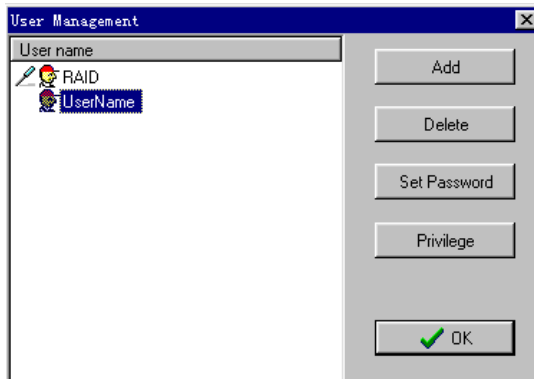 User Management
User name
RAID
UserName
Add
Delete
Set Password
Privilege
OK